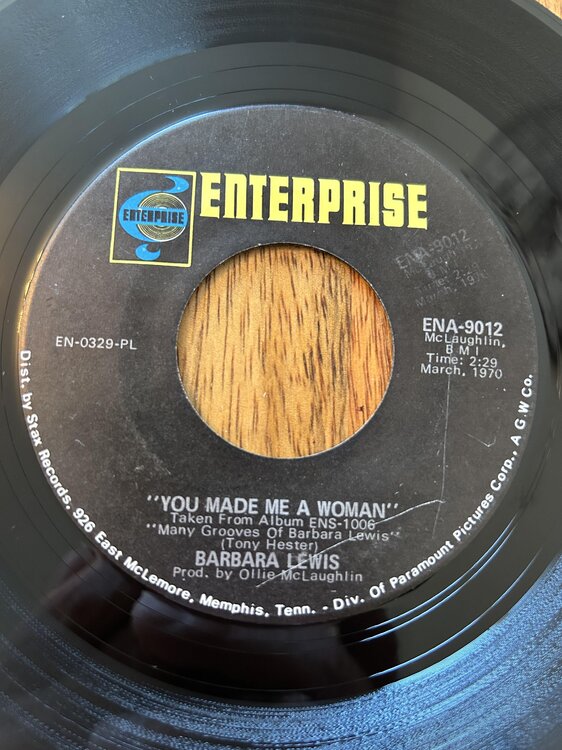 ENTERPRISE
ENTERPRISE
EN-0329-PL
ENA-9012
ENA-9012
McLaughlin,
BMI
Time: 2:29
March, 1970
"YOU MADE ME A WOMAN"
Taken From Album ENS-1006
"Many Grooves Of Barbara Lewis"
(Tony Hester)
BARBARA LEWIS
Prod. by Ollie McLaughlin
Dist. by Stax Records, 926 East McLemore, Memphis, Tenn. - Div. Of Paramount Pictures Corp., A G.W Co.